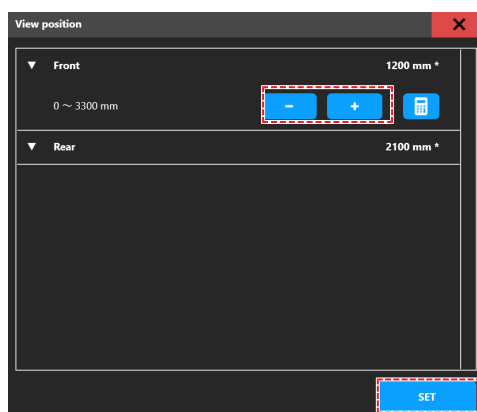 View position
▼ Front 1200 mm *
0 ～ 3300 mm − +
▼ Rear 2100 mm *
SET